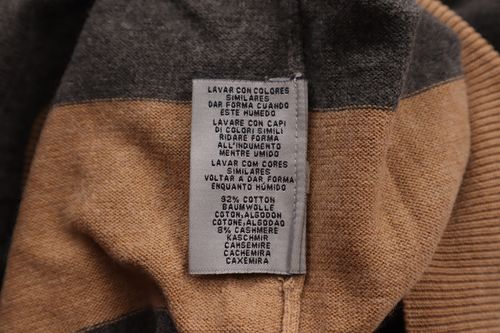 LAVAR CON COLORES
SIMILARES
DAR FORMA CUANDO
ESTE HUMEDO
LAVARE CON CAPI
DI COLORI SIMILI
RIDARE FORMA
ALL'INDUMENTO
MENTRE UMIDO
LAVAR COM CORES
SIMILARES
VOLTAR A DAR FORMA
ENQUANTO HÚMIDO
92% COTTON
BAUMWOLLE
COTON, ALGODON
COTONE, ALGODAO
8% CASHMERE
KASCHMIR
CAHSEMIRE
CACHEMIRA
CAXEMIRA